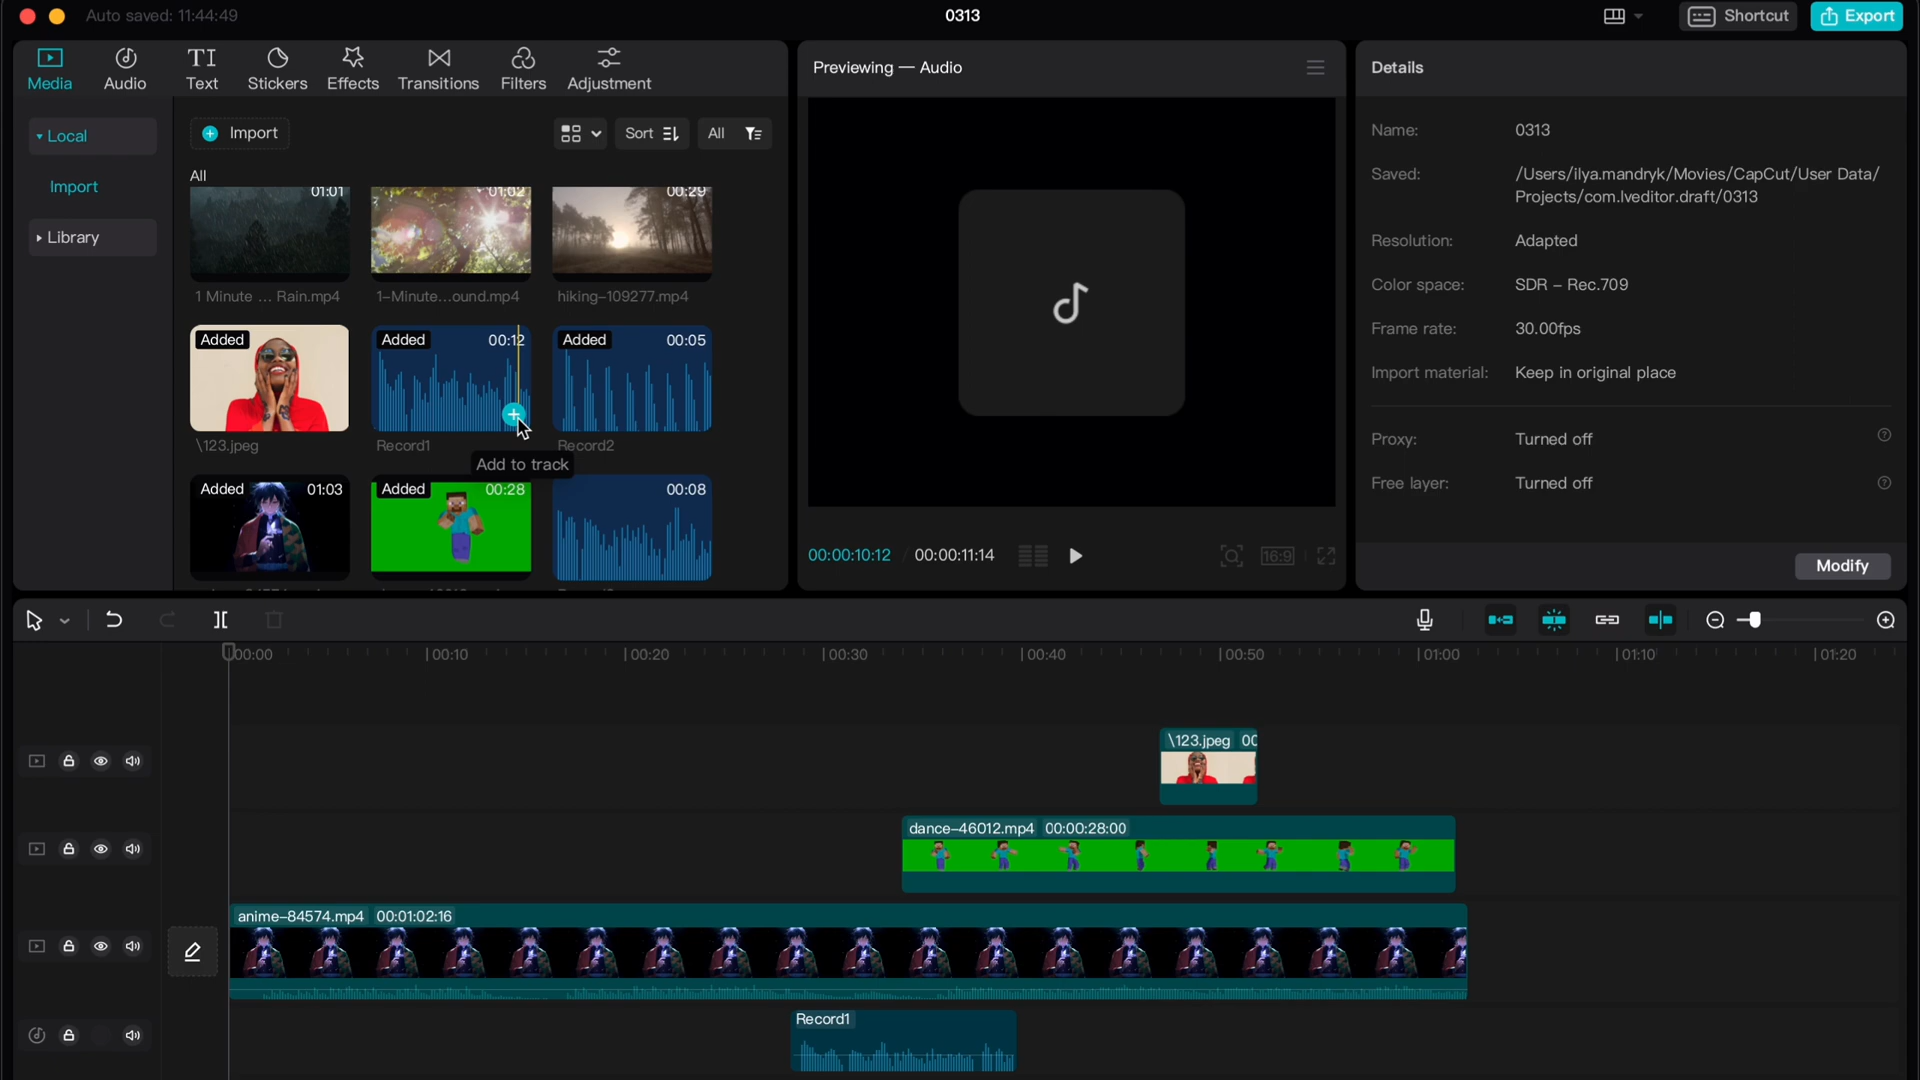 Auto saved: 11:44:49
0313
Shortcut
Export
Media
Audio
TI
Text
Stickers
Effects
Transitions
Filters
Adjustment
Local
Import
Library
Import
Sort
All
All
01:01
01:02
00:29
1 Minute ... Rain.mp4
1-Minute...ound.mp4
hiking-109277.mp4
Added
Added
00:12
Added
00:05
\123.jpeg
Record1
Record2
Add to track
Added
01:03
Added
00:28
00:08
Previewing — Audio
00:00:10:12 / 00:00:11:14
16:9
Details
Name:
0313
Saved:
/Users/ilya.mandryk/Movies/CapCut/User Data/
Projects/com.lveditor.draft/0313
Resolution:
Adapted
Color space:
SDR – Rec.709
Frame rate:
30.00fps
Import material:
Keep in original place
Proxy:
Turned off
Free layer:
Turned off
Modify
00:00
00:10
00:20
00:30
00:40
00:50
01:00
01:10
01:20
\123.jpeg 00
dance-46012.mp4 00:00:28:00
anime-84574.mp4 00:01:02:16
Record1